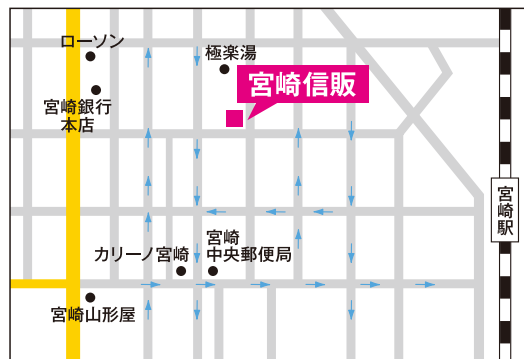 ローソン
極楽湯
宮崎信販
宮崎銀行
本店
宮崎駅
カリーノ宮崎
宮崎
中央郵便局
宮崎山形屋